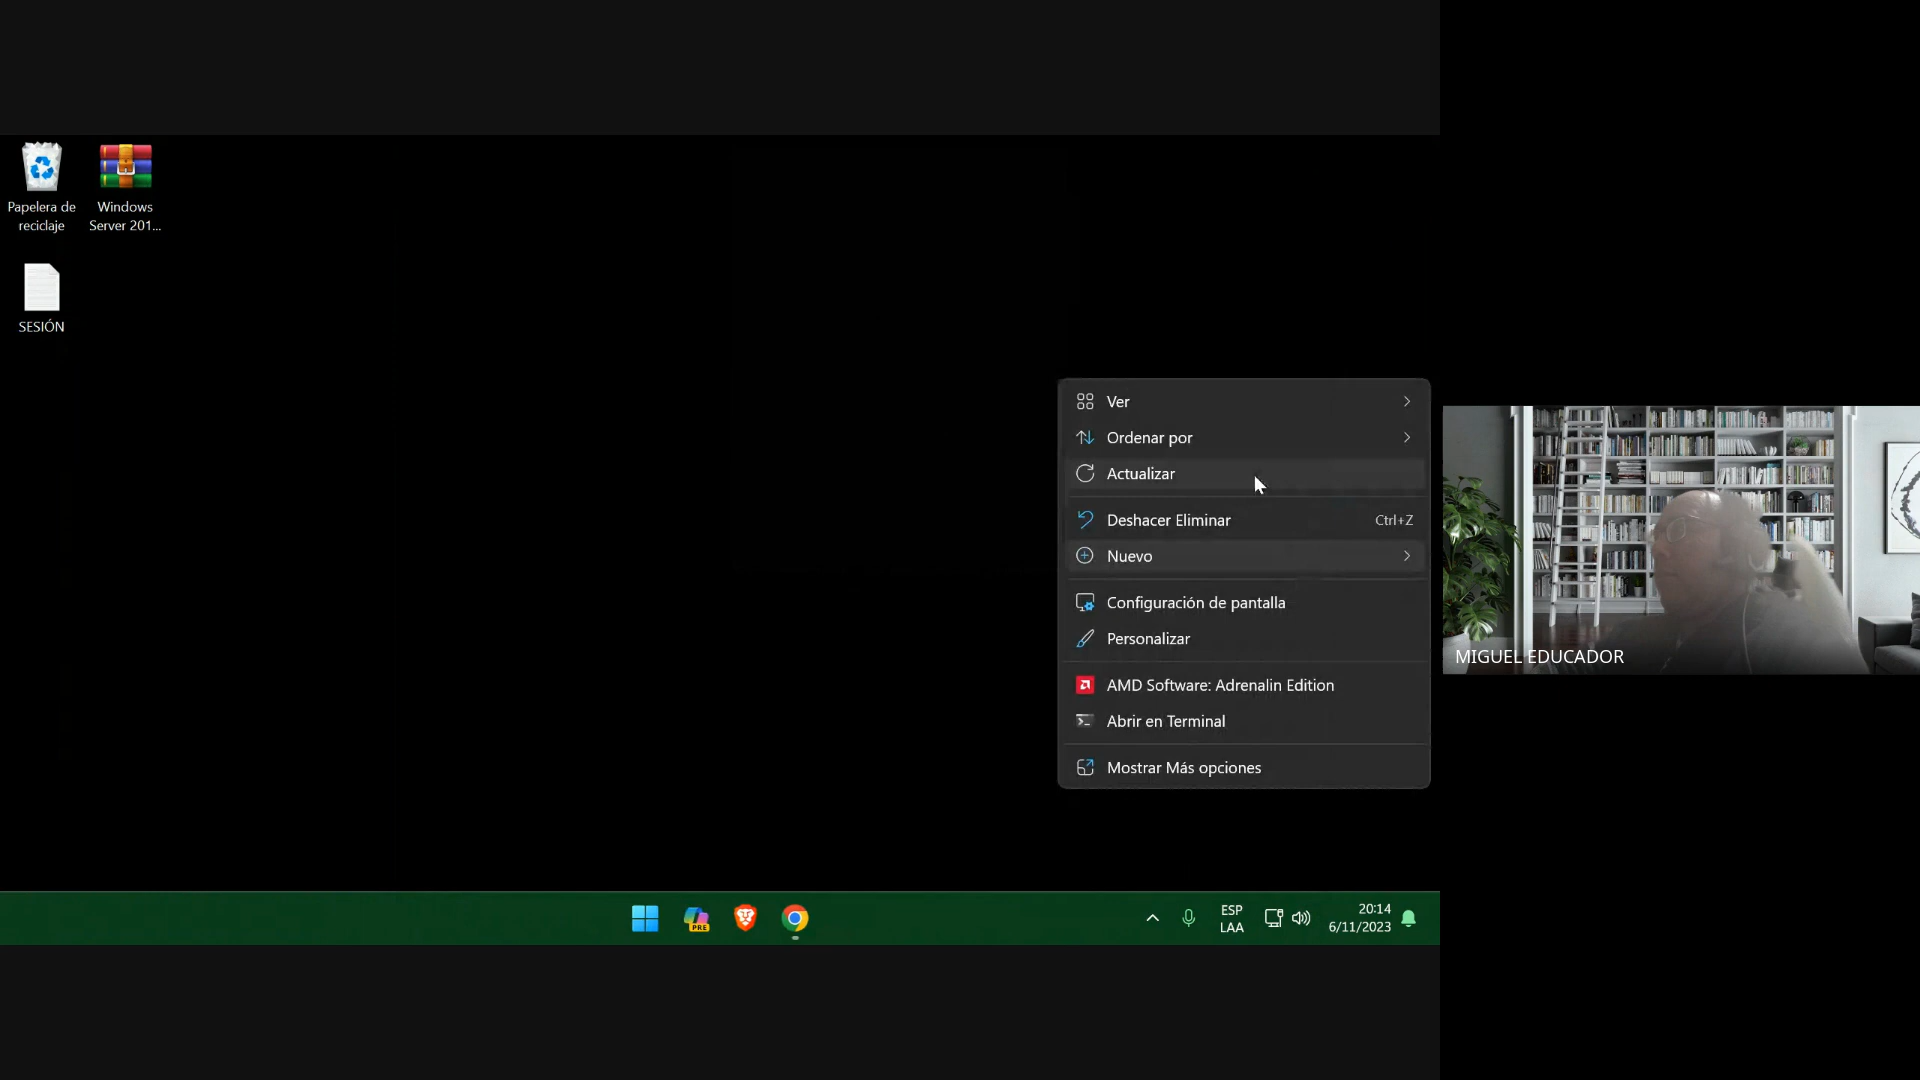 Papelera de
reciclaje
Windows
Server 201...
SESIÓN
Ver
Ordenar por
Actualizar
Deshacer Eliminar Ctrl+Z
Nuevo
Configuración de pantalla
Personalizar
AMD Software: Adrenalin Edition
Abrir en Terminal
Mostrar Más opciones
MIGUEL EDUCADOR
PRE
ESP
LAA
20:14
6/11/2023